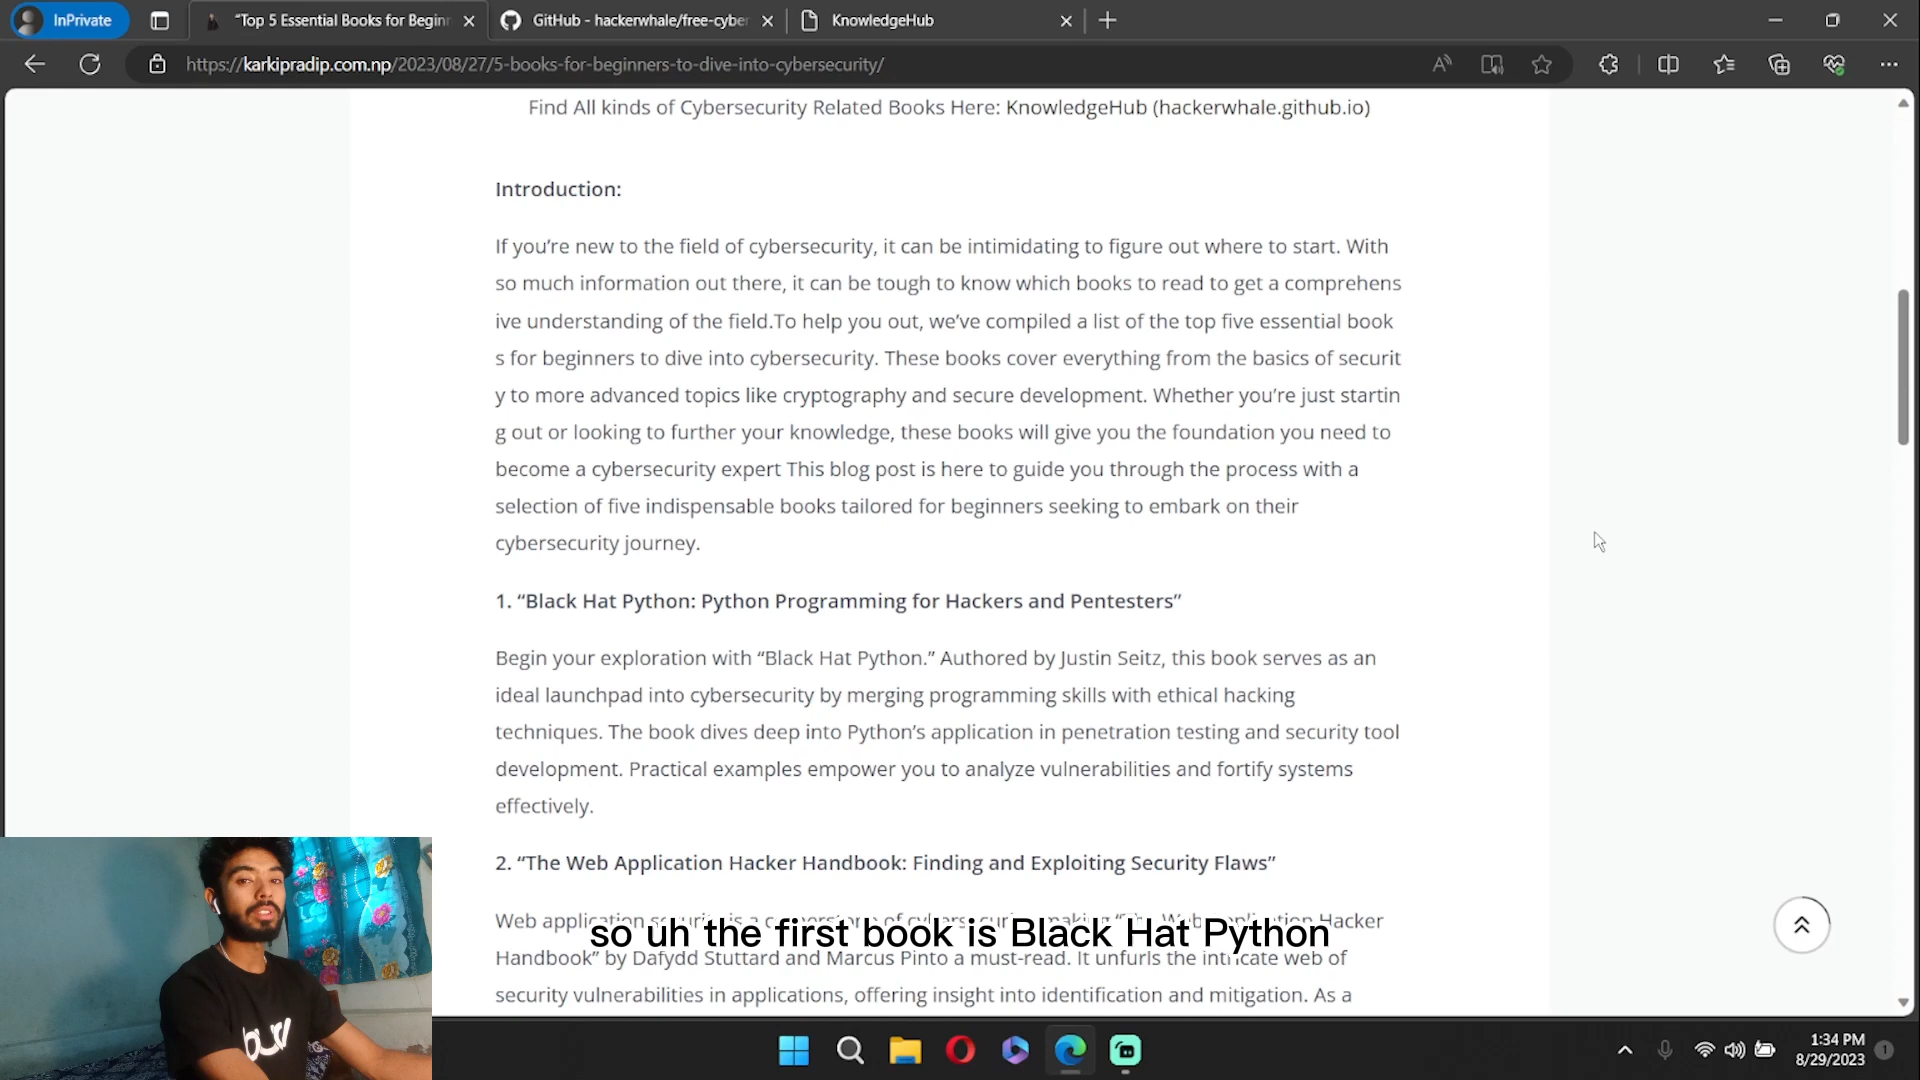 InPrivate
"Top 5 Essential Books for Beginn
GitHub - hackerwhale/free-cyber
KnowledgeHub
https://karkipradip.com.np/2023/08/27/5-books-for-beginners-to-dive-into-cybersecurity/
Find All kinds of Cybersecurity Related Books Here: KnowledgeHub (hackerwhale.github.io)
Introduction:
If you’re new to the field of cybersecurity, it can be intimidating to figure out where to start. With
so much information out there, it can be tough to know which books to read to get a comprehens
ive understanding of the field.To help you out, we’ve compiled a list of the top five essential book
s for beginners to dive into cybersecurity. These books cover everything from the basics of securit
y to more advanced topics like cryptography and secure development. Whether you’re just startin
g out or looking to further your knowledge, these books will give you the foundation you need to
become a cybersecurity expert This blog post is here to guide you through the process with a
selection of five indispensable books tailored for beginners seeking to embark on their
cybersecurity journey.
1. “Black Hat Python: Python Programming for Hackers and Pentesters”
Begin your exploration with “Black Hat Python.” Authored by Justin Seitz, this book serves as an
ideal launchpad into cybersecurity by merging programming skills with ethical hacking
techniques. The book dives deep into Python’s application in penetration testing and security tool
development. Practical examples empower you to analyze vulnerabilities and fortify systems
effectively.
2. “The Web Application Hacker Handbook: Finding and Exploiting Security Flaws”
Web application Hacker
so uh the first book is Black Hat Python
Handbook” by Dafydd Stuttard and Marcus Pinto a must-read. It unfurls the intricate web of
security vulnerabilities in applications, offering insight into identification and mitigation. As a
1:34 PM
8/29/2023
1